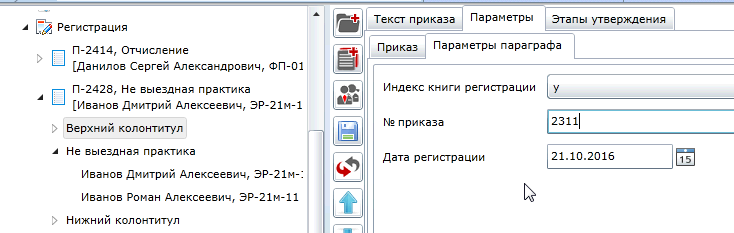 Регистрация
П-2414, Отчисление
[Данилов Сергей Александрович, ФП-01
П-2428, Не выездная практика
[Иванов Дмитрий Алексеевич, ЭР-21м-1
Верхний колонтитул
Не выездная практика
Иванов Дмитрий Алексеевич, ЭР-21м-1
Иванов Роман Алексеевич, ЭР-21м-11
Нижний колонтитул
Текст приказа Параметры Этапы утверждения
Приказ Параметры параграфа
Индекс книги регистрации у
№ приказа 2311
Дата регистрации 21.10.2016 15